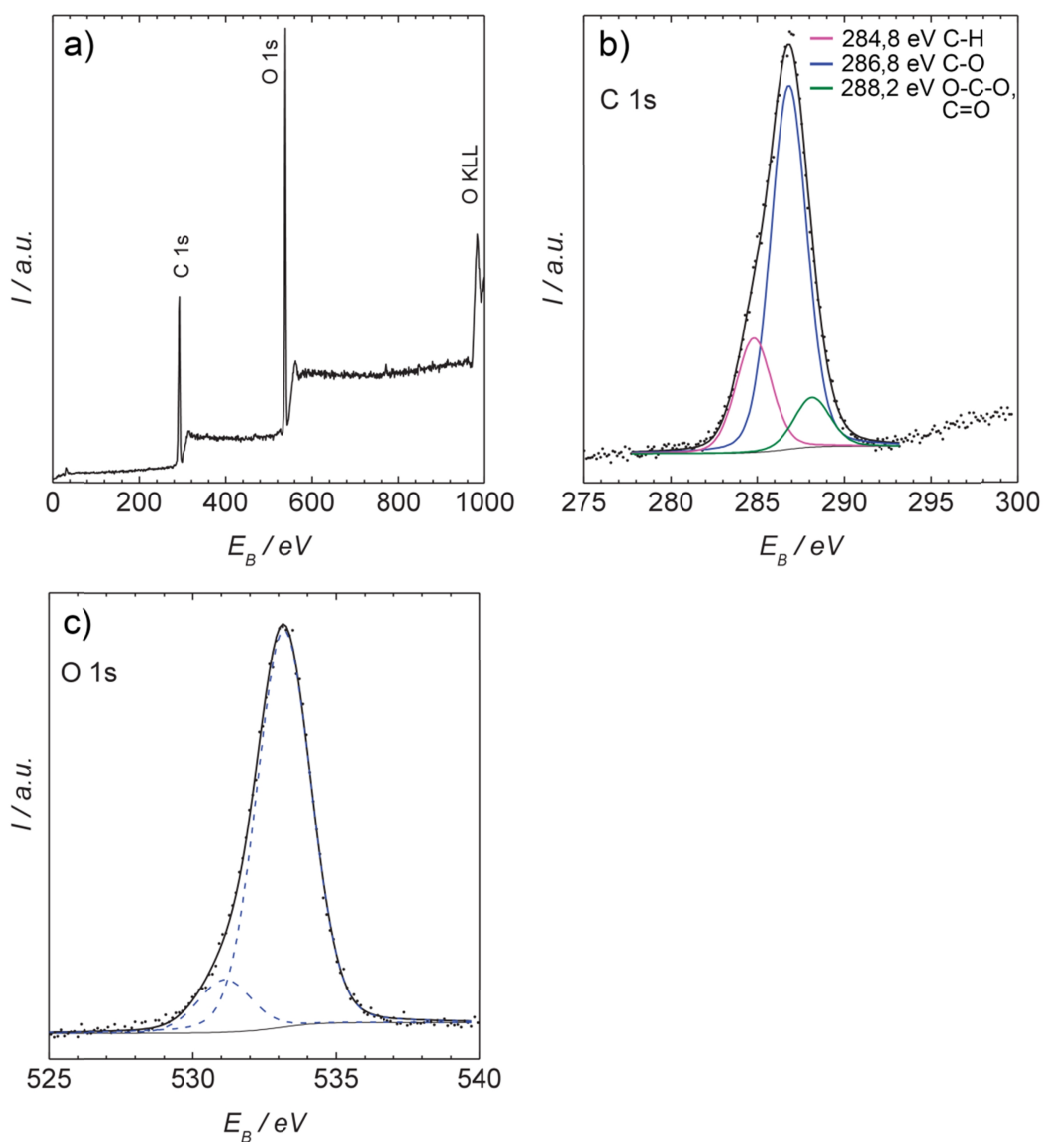 a)
C 1s
O 1s
O KLL
I / a.u.
0 200 400 600 800 1000
E_B / eV
b)
C 1s
284,8 eV C-H
286,8 eV C-O
288,2 eV O-C-O,
C=O
I / a.u.
275 280 285 290 295 300
E_B / eV
c)
O 1s
I / a.u.
525 530 535 540
E_B / eV